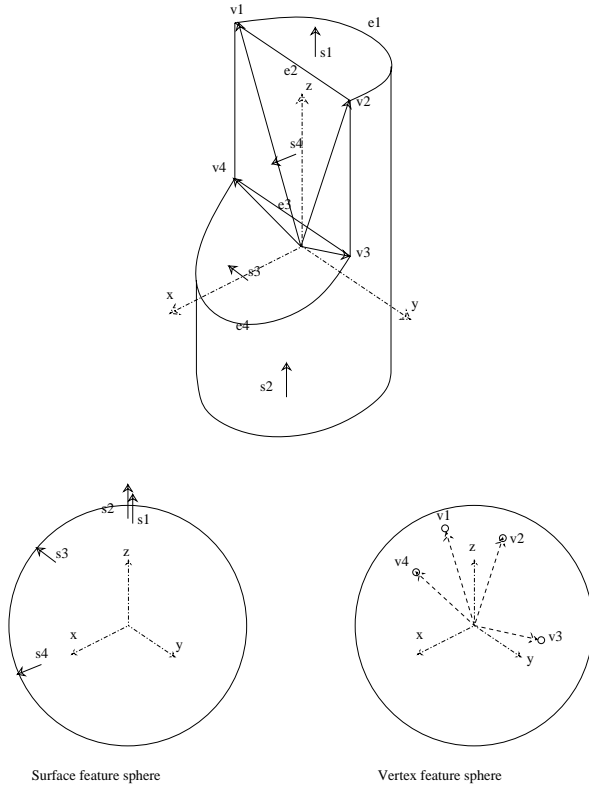 v1
e1
s1
e2
z
v2
s4
v4
e3
v3
s3
x
y
e4
s2
s2
s1
s3
z
x
y
s4
v1
v2
z
v4
v3
x
y
Surface feature sphere
Vertex feature sphere